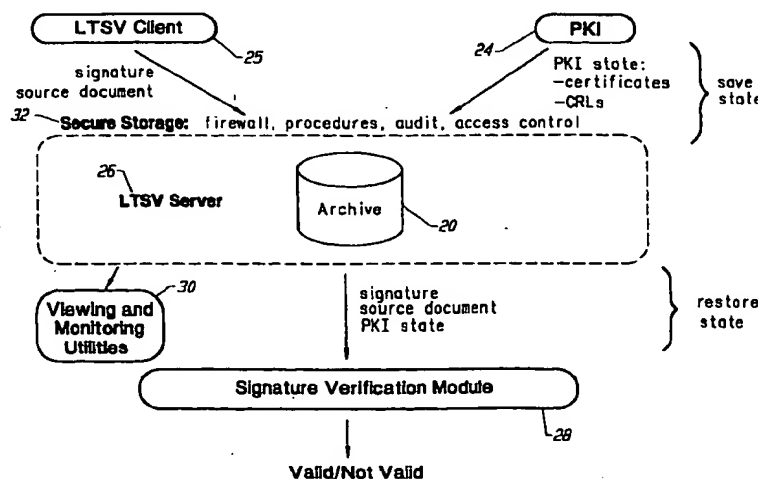 LTSV Client
25
24
PKI
signature
source document
PKI state:
-certificates
-CRLs
save
state
32
Secure Storage: firewall, procedures, audit, access control
26
LTSV Server
Archive
20
30
Viewing and
Monitoring
Utilities
signature
source document
PKI state
restore
state
Signature Verification Module
28
Valid/Not Valid